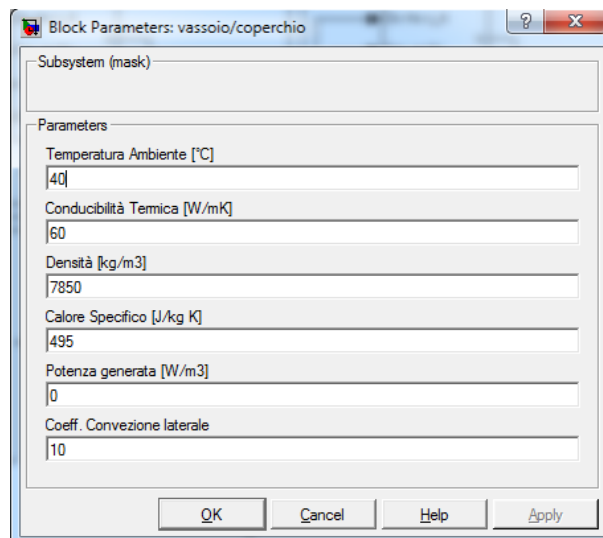 Block Parameters: vassoio/coperchio
?
X
Subsystem (mask)
Parameters
Temperatura Ambiente [°C]
40
Conducibilità Termica [W/mK]
60
Densità [kg/m3]
7850
Calore Specifico [J/kg K]
495
Potenza generata [W/m3]
0
Coeff. Convezione laterale
10
OK Cancel Help Apply